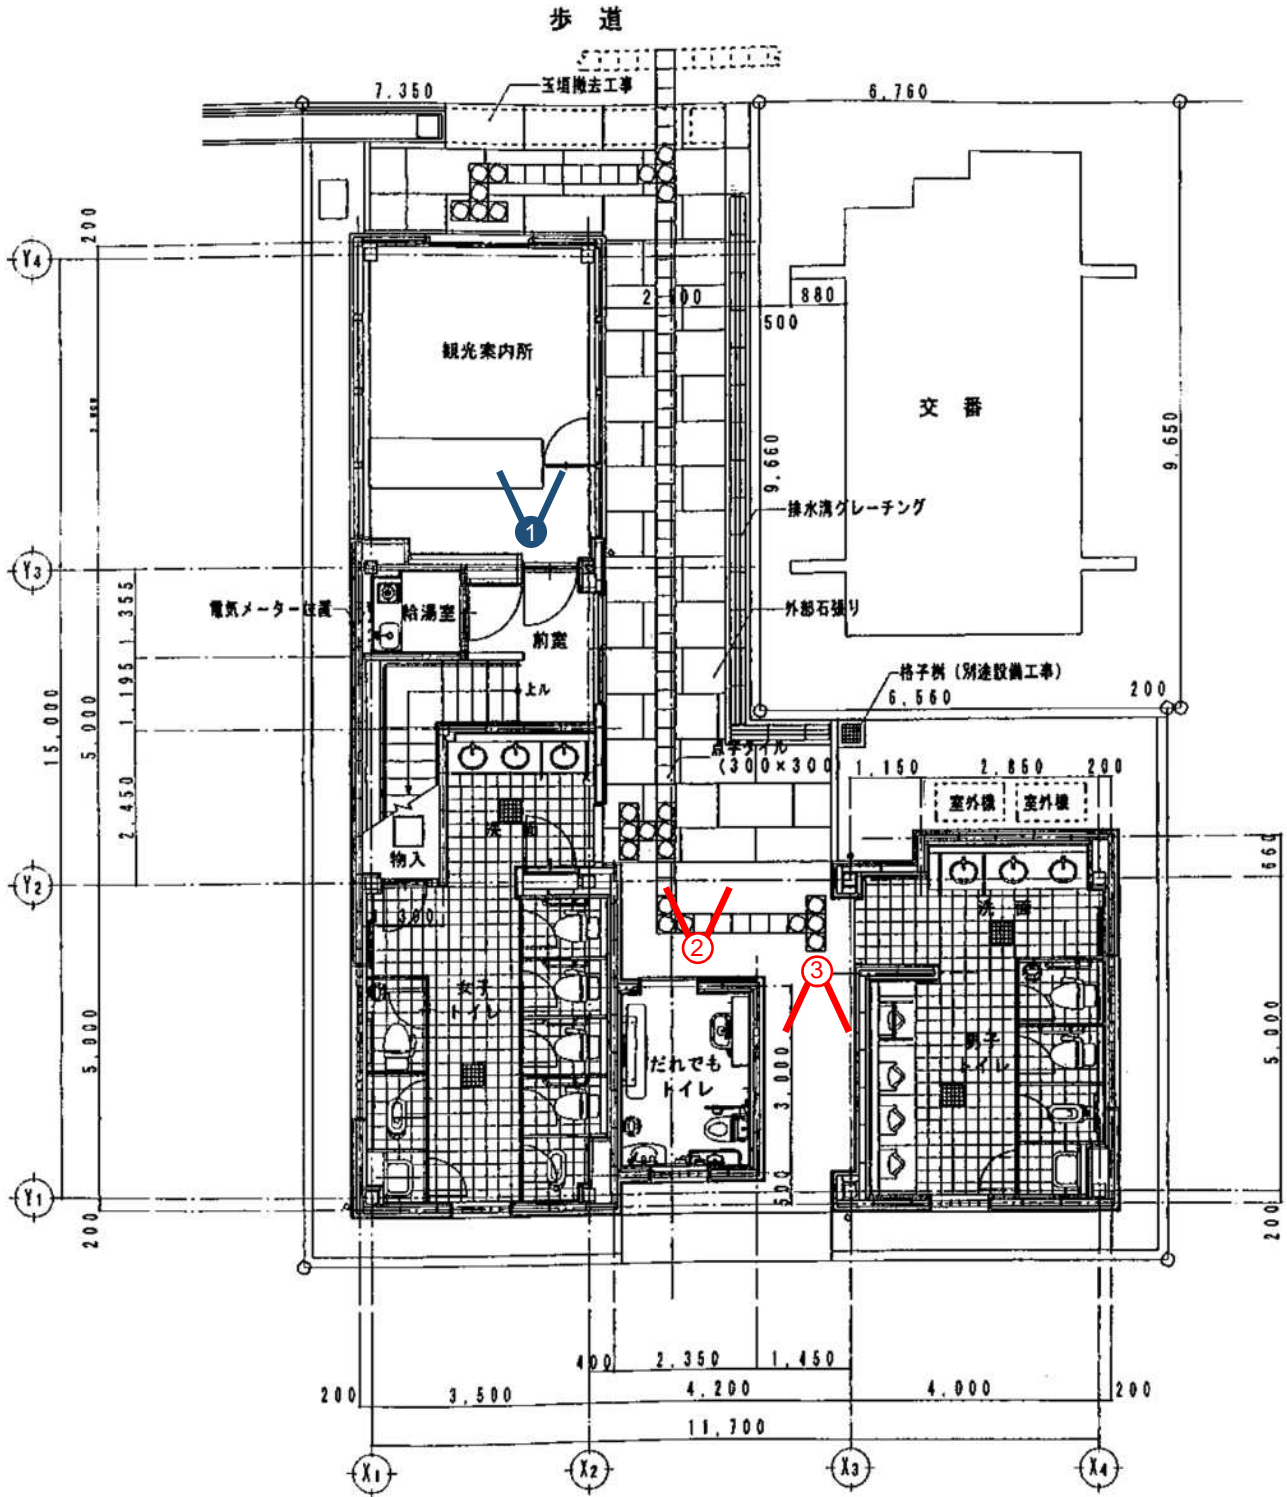 歩 道
玉垣撤去工事
7.350
6.760
200
Y4
2.
00
880
500
観光案内所
交 番
9.660
9.650
排水溝グレーチング
1
Y3
電気メーター位置
給湯室
前室
外部石張り
1.355
格子桝（別途設備工事）
上ル
6.560
200
15.000
5.000
1.195
点字タイル
（300×300
1.150
2.850
200
室外機
室外機
2.450
洗 面
物入
660
Y2
300
洗 面
2
3
女子
トイレ
だれでも
トイレ
男子
トイレ
5.000
3.000
5.000
500
Y1
200
200
400
2.350
1.450
200
3.500
4.200
4.000
200
11.700
X1
X2
X3
X4